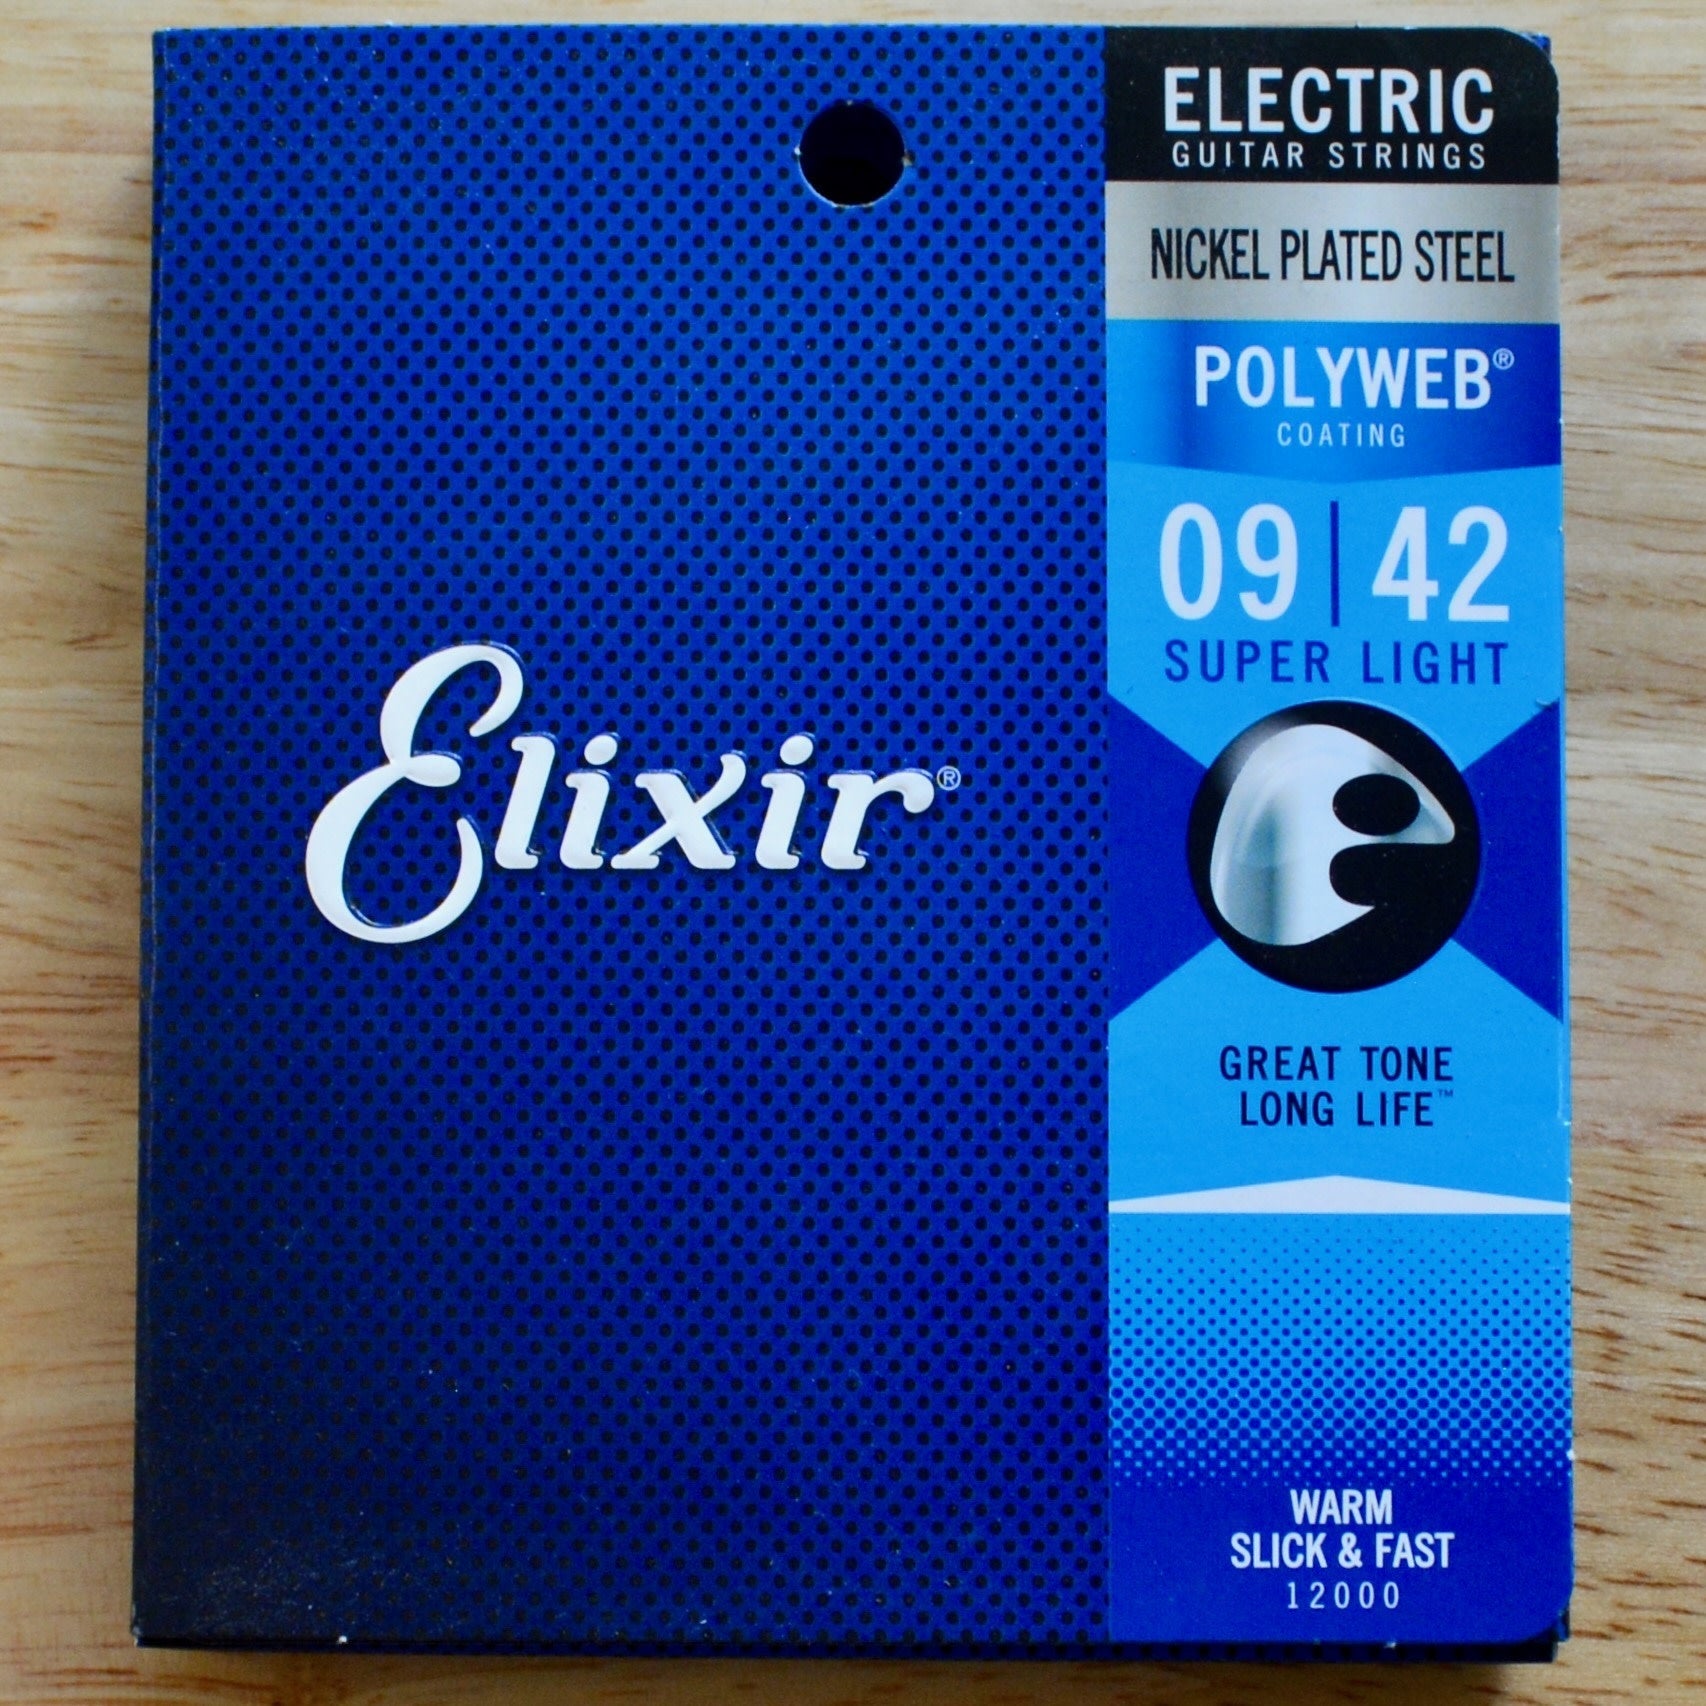 Elixir®
ELECTRIC
GUITAR STRINGS
NICKEL PLATED STEEL
POLYWEB®
COATING
09|42
SUPER LIGHT
GREAT TONE
LONG LIFE™
WARM
SLICK & FAST
12000